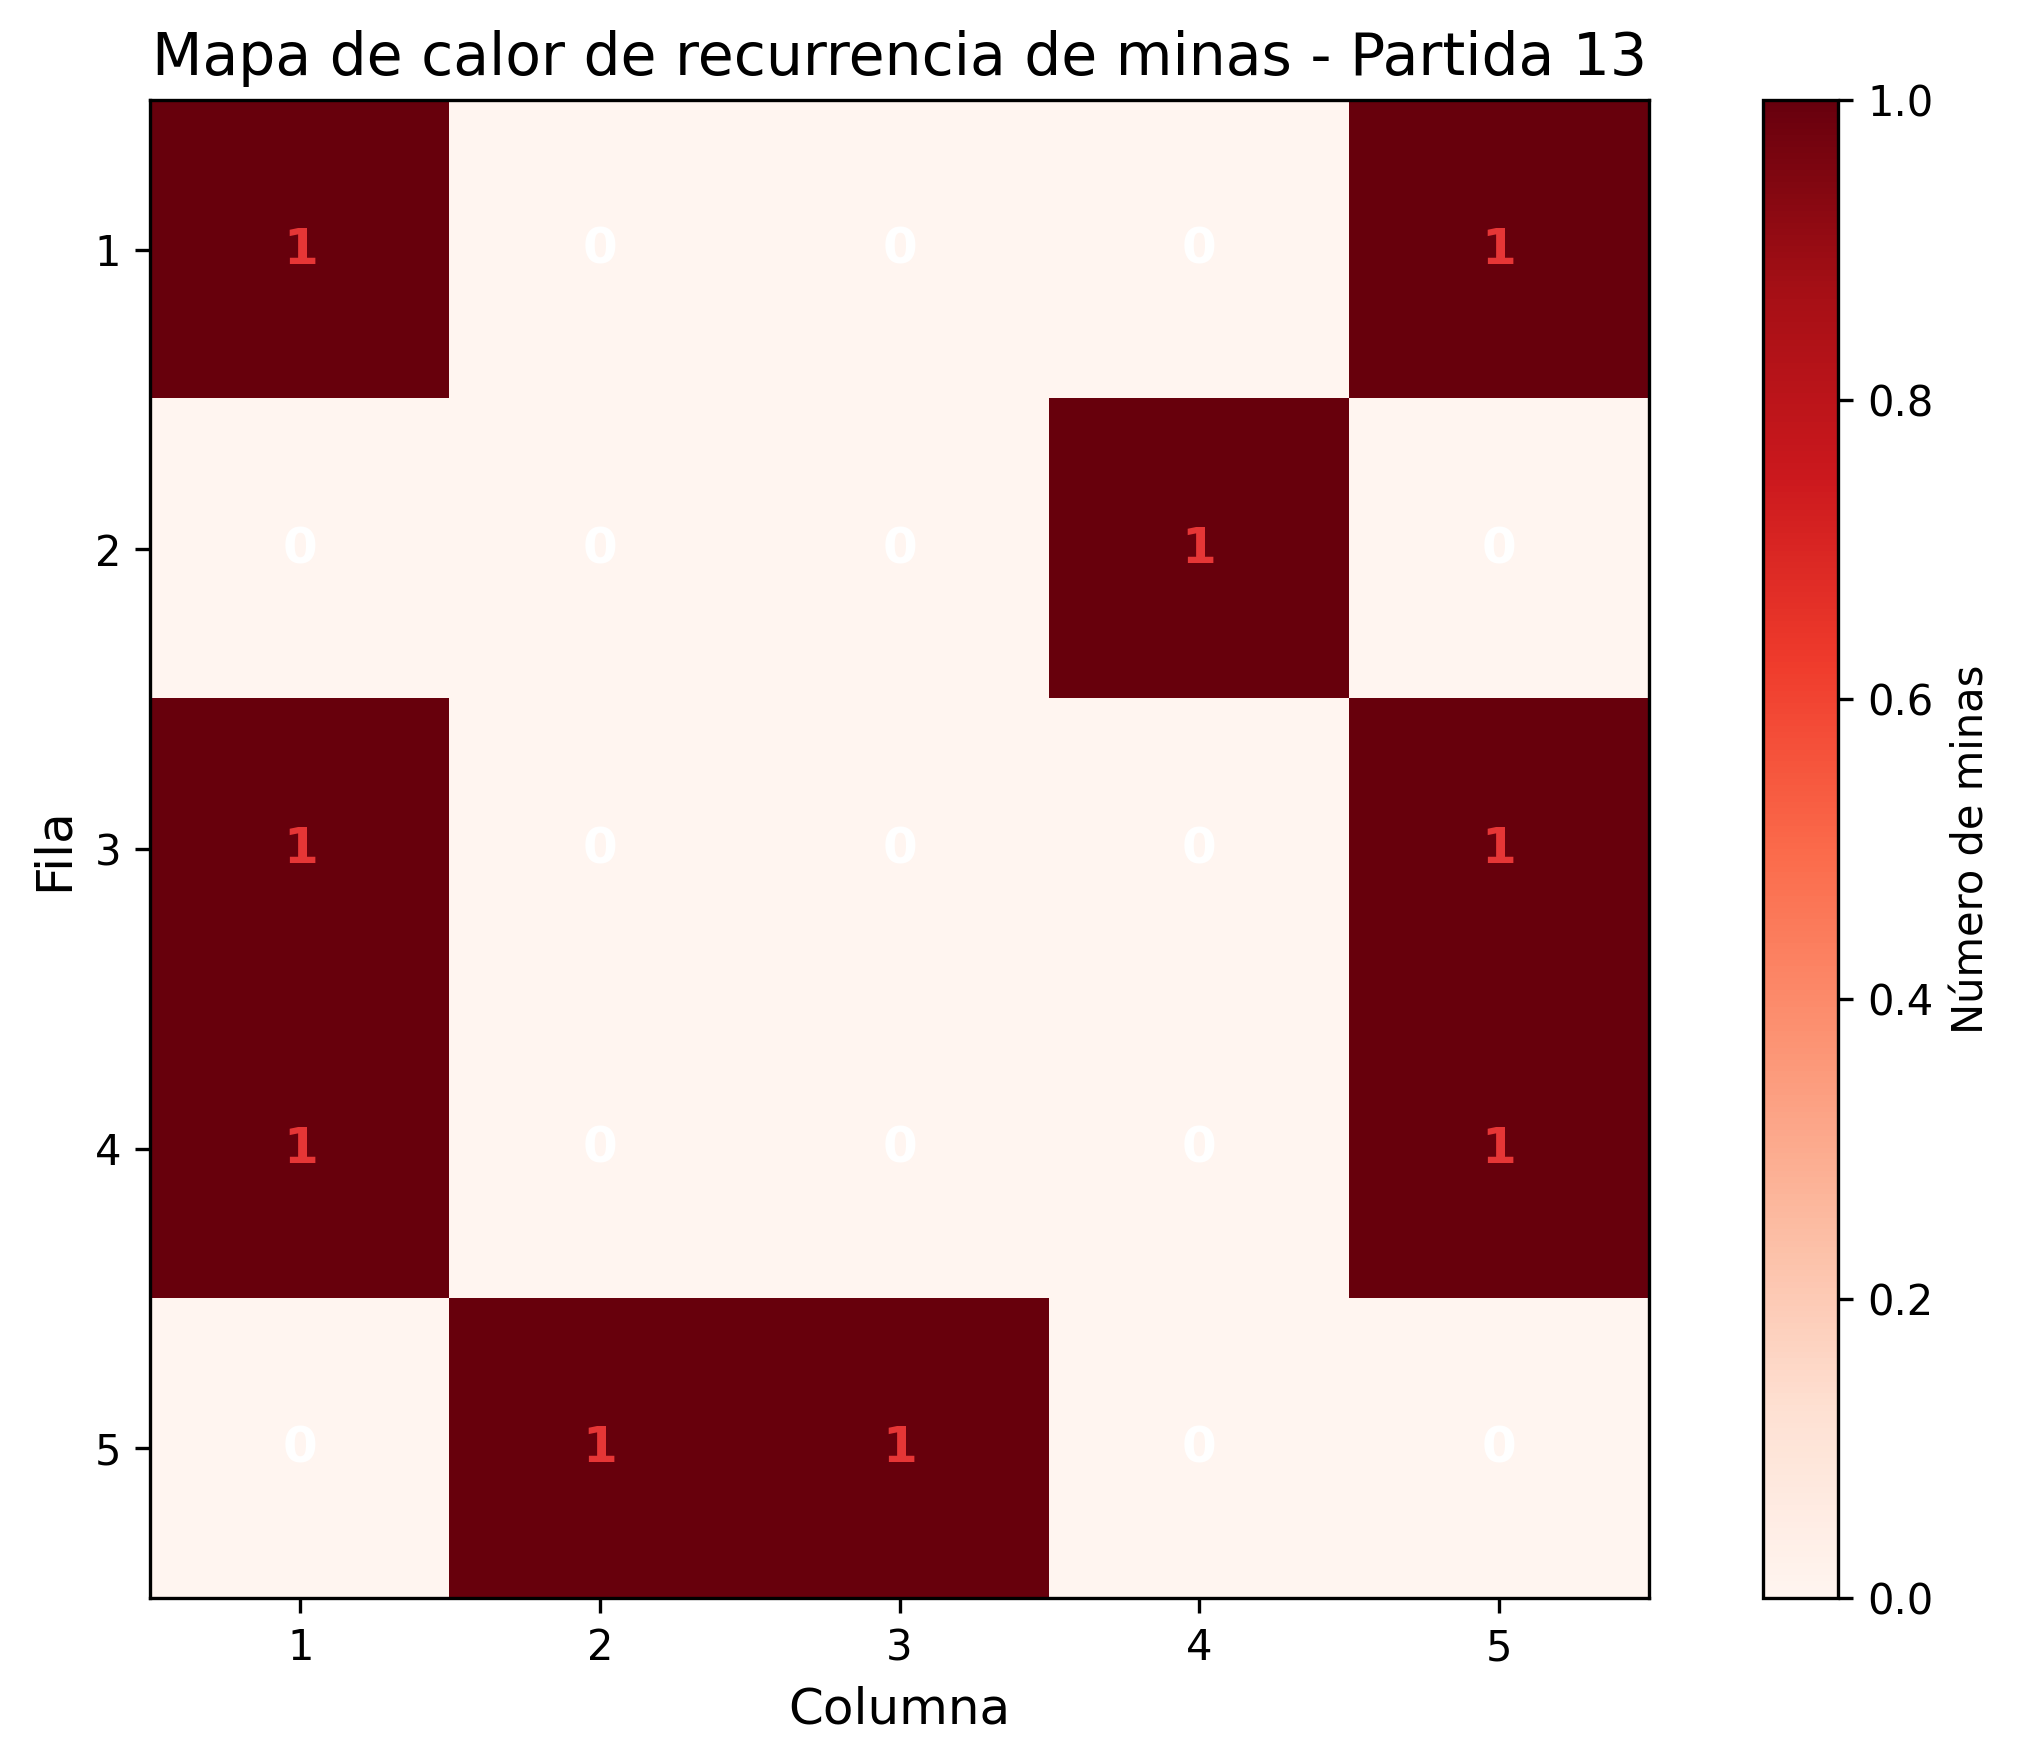 Mapa de calor de recurrencia de minas - Partida 13
1 1 0 0 0 1
2 0 0 0 1 0
Fila
3 1 0 0 0 1
4 1 0 0 0 1
5 0 1 1 0 0
1 2 3 4 5
Columna
1.0
0.8
0.6
0.4
0.2
0.0
Número de minas